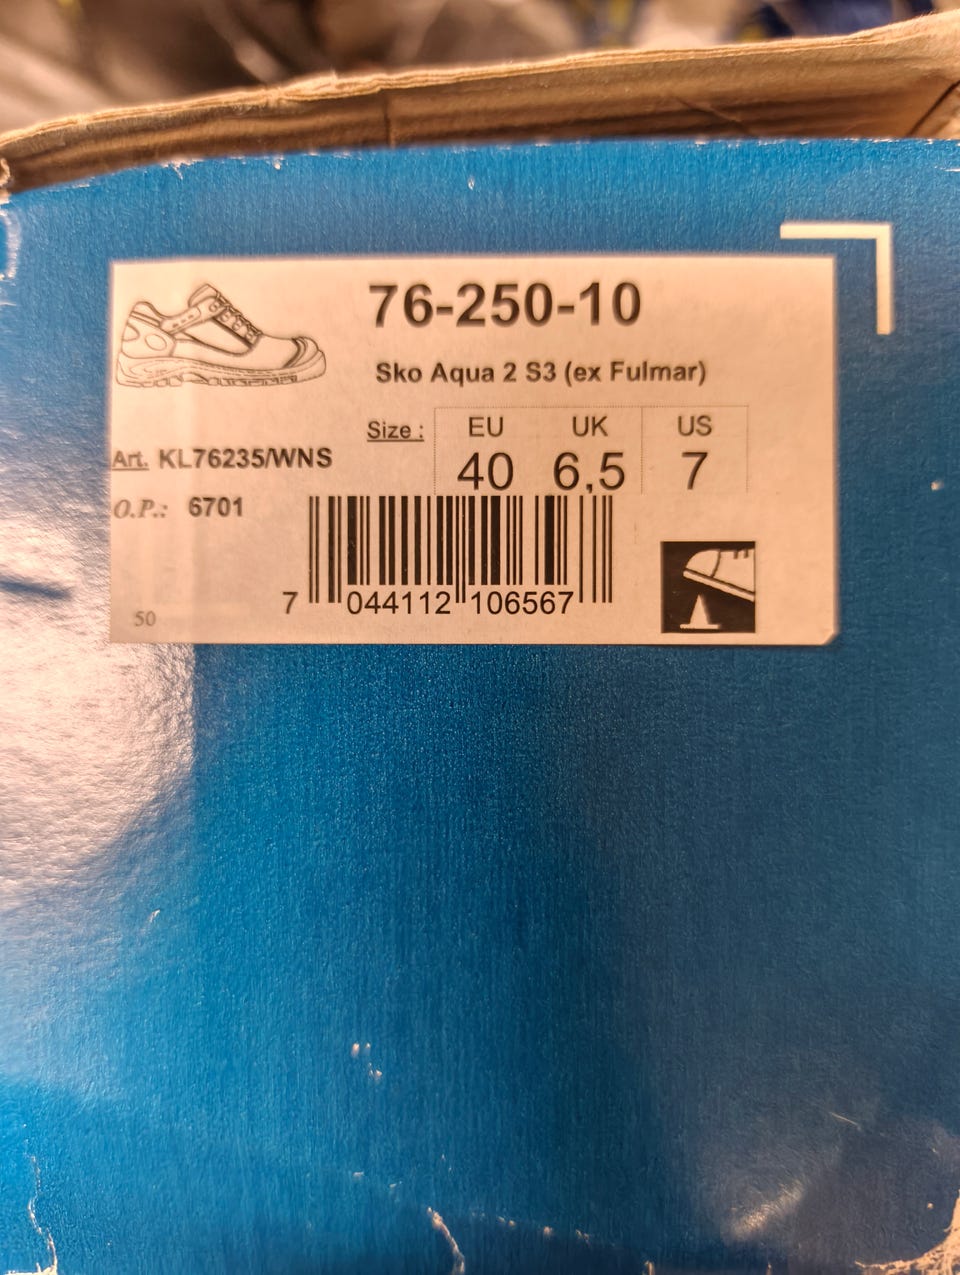 76-250-10
Sko Aqua 2 S3 (ex Fulmar)
Size : EU UK US
40 6,5 7
Art. KL76235/WNS
O.P.: 6701
7 044112 106567
50